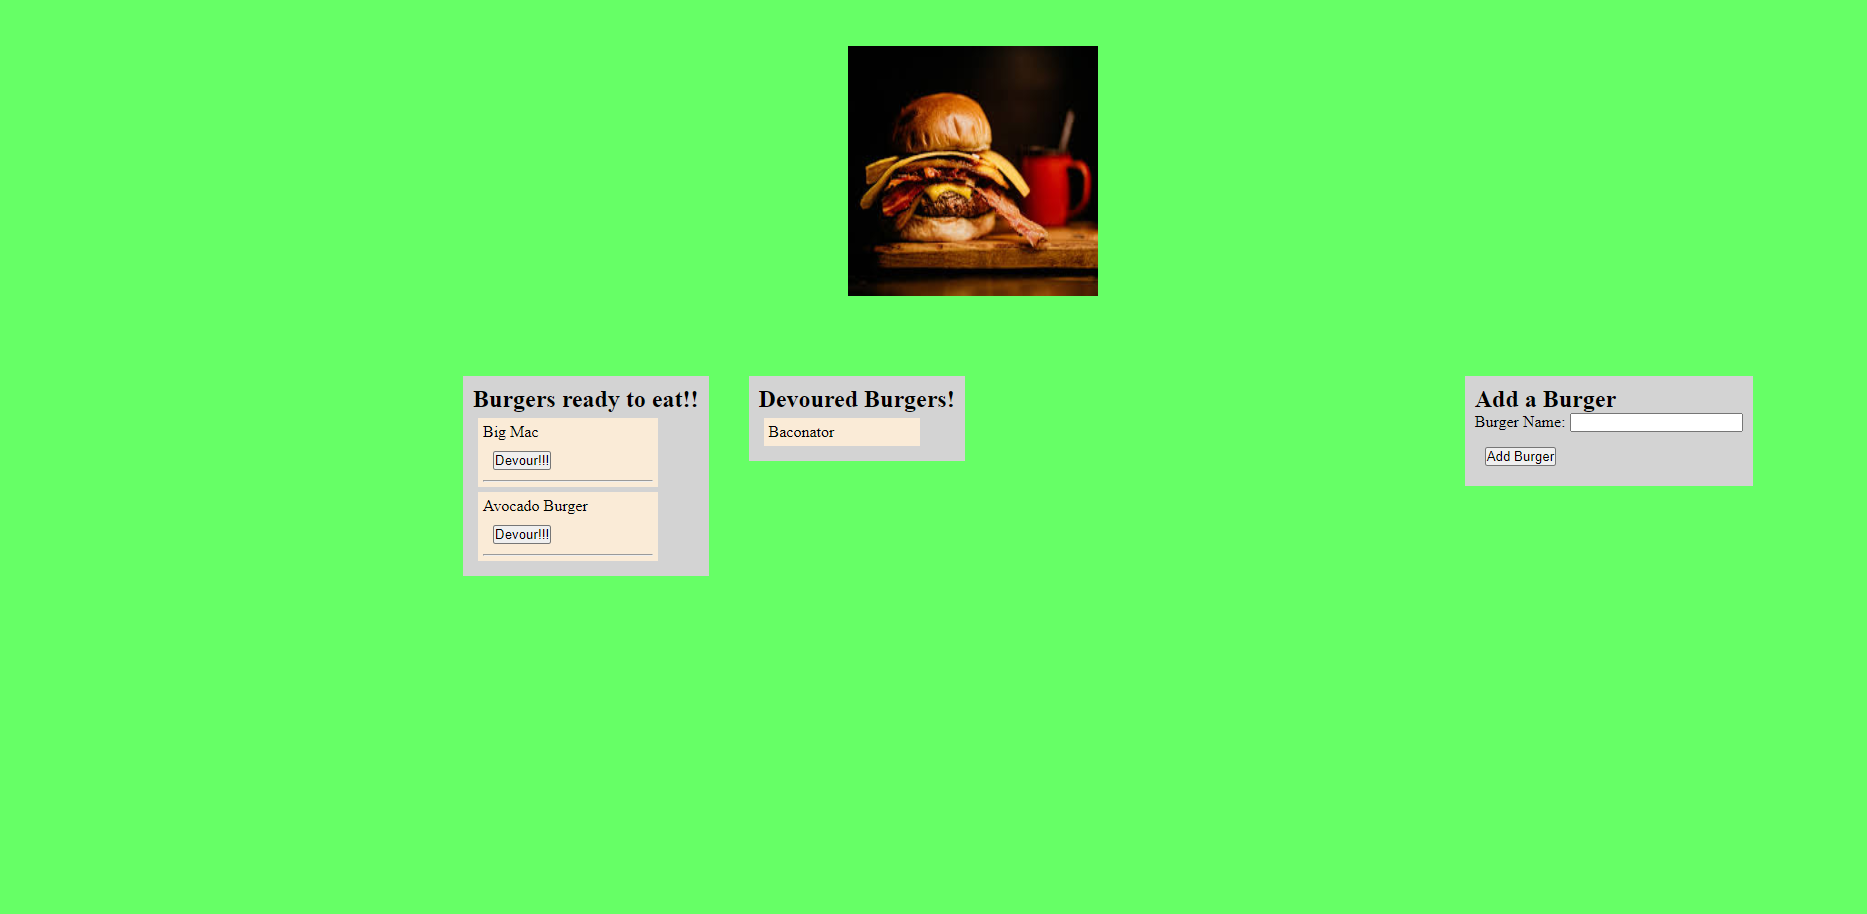 Burgers ready to eat!!
Big Mac
Devour!!!
Avocado Burger
Devour!!!
Devoured Burgers!
Baconator
Add a Burger
Burger Name:
Add Burger